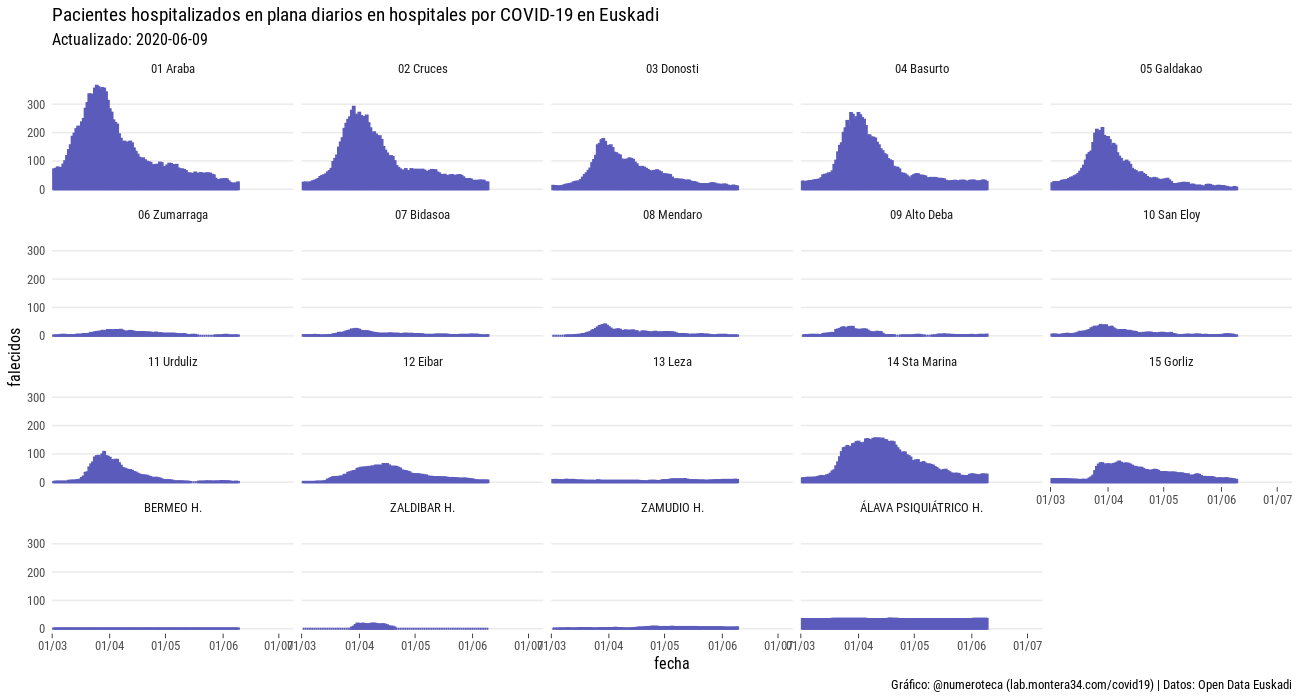 Pacientes hospitalizados en plana diarios en hospitales por COVID-19 en Euskadi
Actualizado: 2020-06-09
01 Araba 02 Cruces 03 Donosti 04 Basurto 05 Galdakao
300
200
100
0
06 Zumarraga 07 Bidasoa 08 Mendaro 09 Alto Deba 10 San Eloy
300
200
100
0
falecidos
11 Urduliz 12 Eibar 13 Leza 14 Sta Marina 15 Gorliz
300
200
100
0
01/03 01/04 01/05 01/06 01/07
BERMEO H. ZALDIBAR H. ZAMUDIO H. ÁLAVA PSIQUIÁTRICO H.
300
200
100
0
01/03 01/04 01/05 01/06 01/07 01/03 01/04 01/05 01/06 01/07 01/03 01/04 01/05 01/06 01/07 01/03 01/04 01/05 01/06 01/07
fecha
Gráfico: @numeroteca (lab.montera34.com/covid19) | Datos: Open Data Euskadi